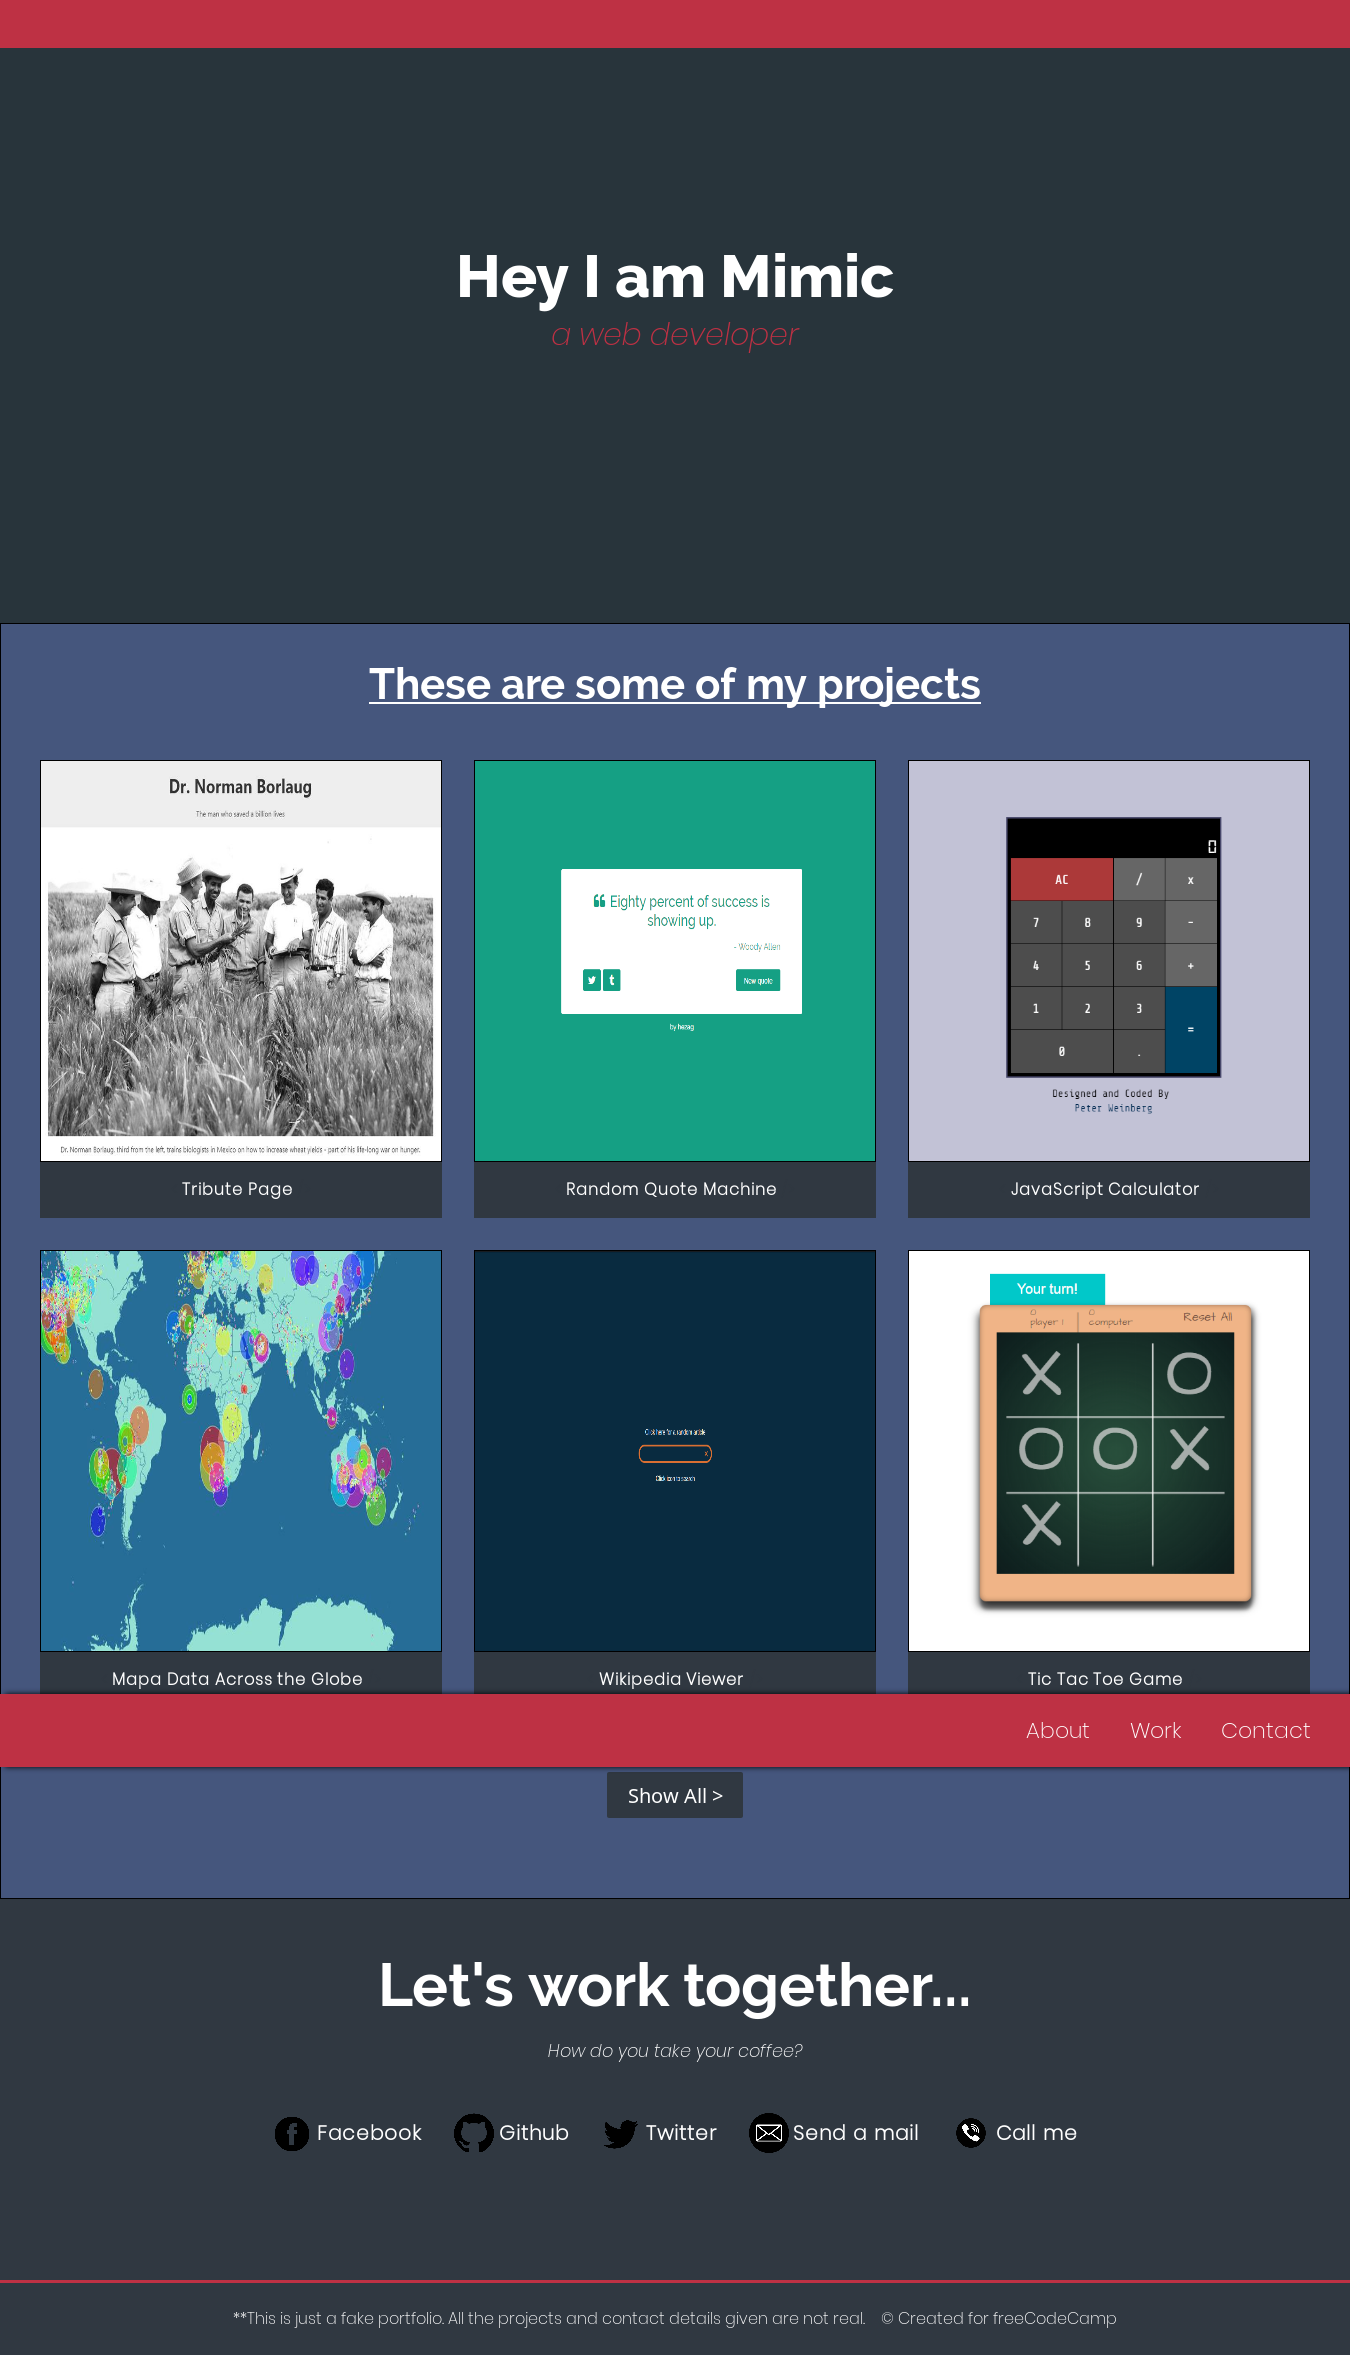 Hey I am Mimic
a web developer
These are some of my projects
Dr. Norman Borlaug
The man who saved a billion lives
Dr. Norman Borlaug, third from the left, trains biologists in Mexico on how to increase wheat yields - part of his life-long war on hunger.
Tribute Page
Eighty percent of success is
showing up.
- Woody Allen
New quote
by hezag
Random Quote Machine
0
AC / x
7 8 9 -
4 5 6 +
1 2 3 =
0 .
Designed and Coded By
Peter Weinberg
JavaScript Calculator
Mapa Data Across the Globe
Click here for a random article
X
Click icon to search
Wikipedia Viewer
Your turn!
0 0
player 1 computer Reset All
X O
O O X
X
Tic Tac Toe Game
About Work Contact
Show All >
Let's work together...
How do you take your coffee?
Facebook Github Twitter Send a mail Call me
**This is just a fake portfolio. All the projects and contact details given are not real. © Created for freeCodeCamp